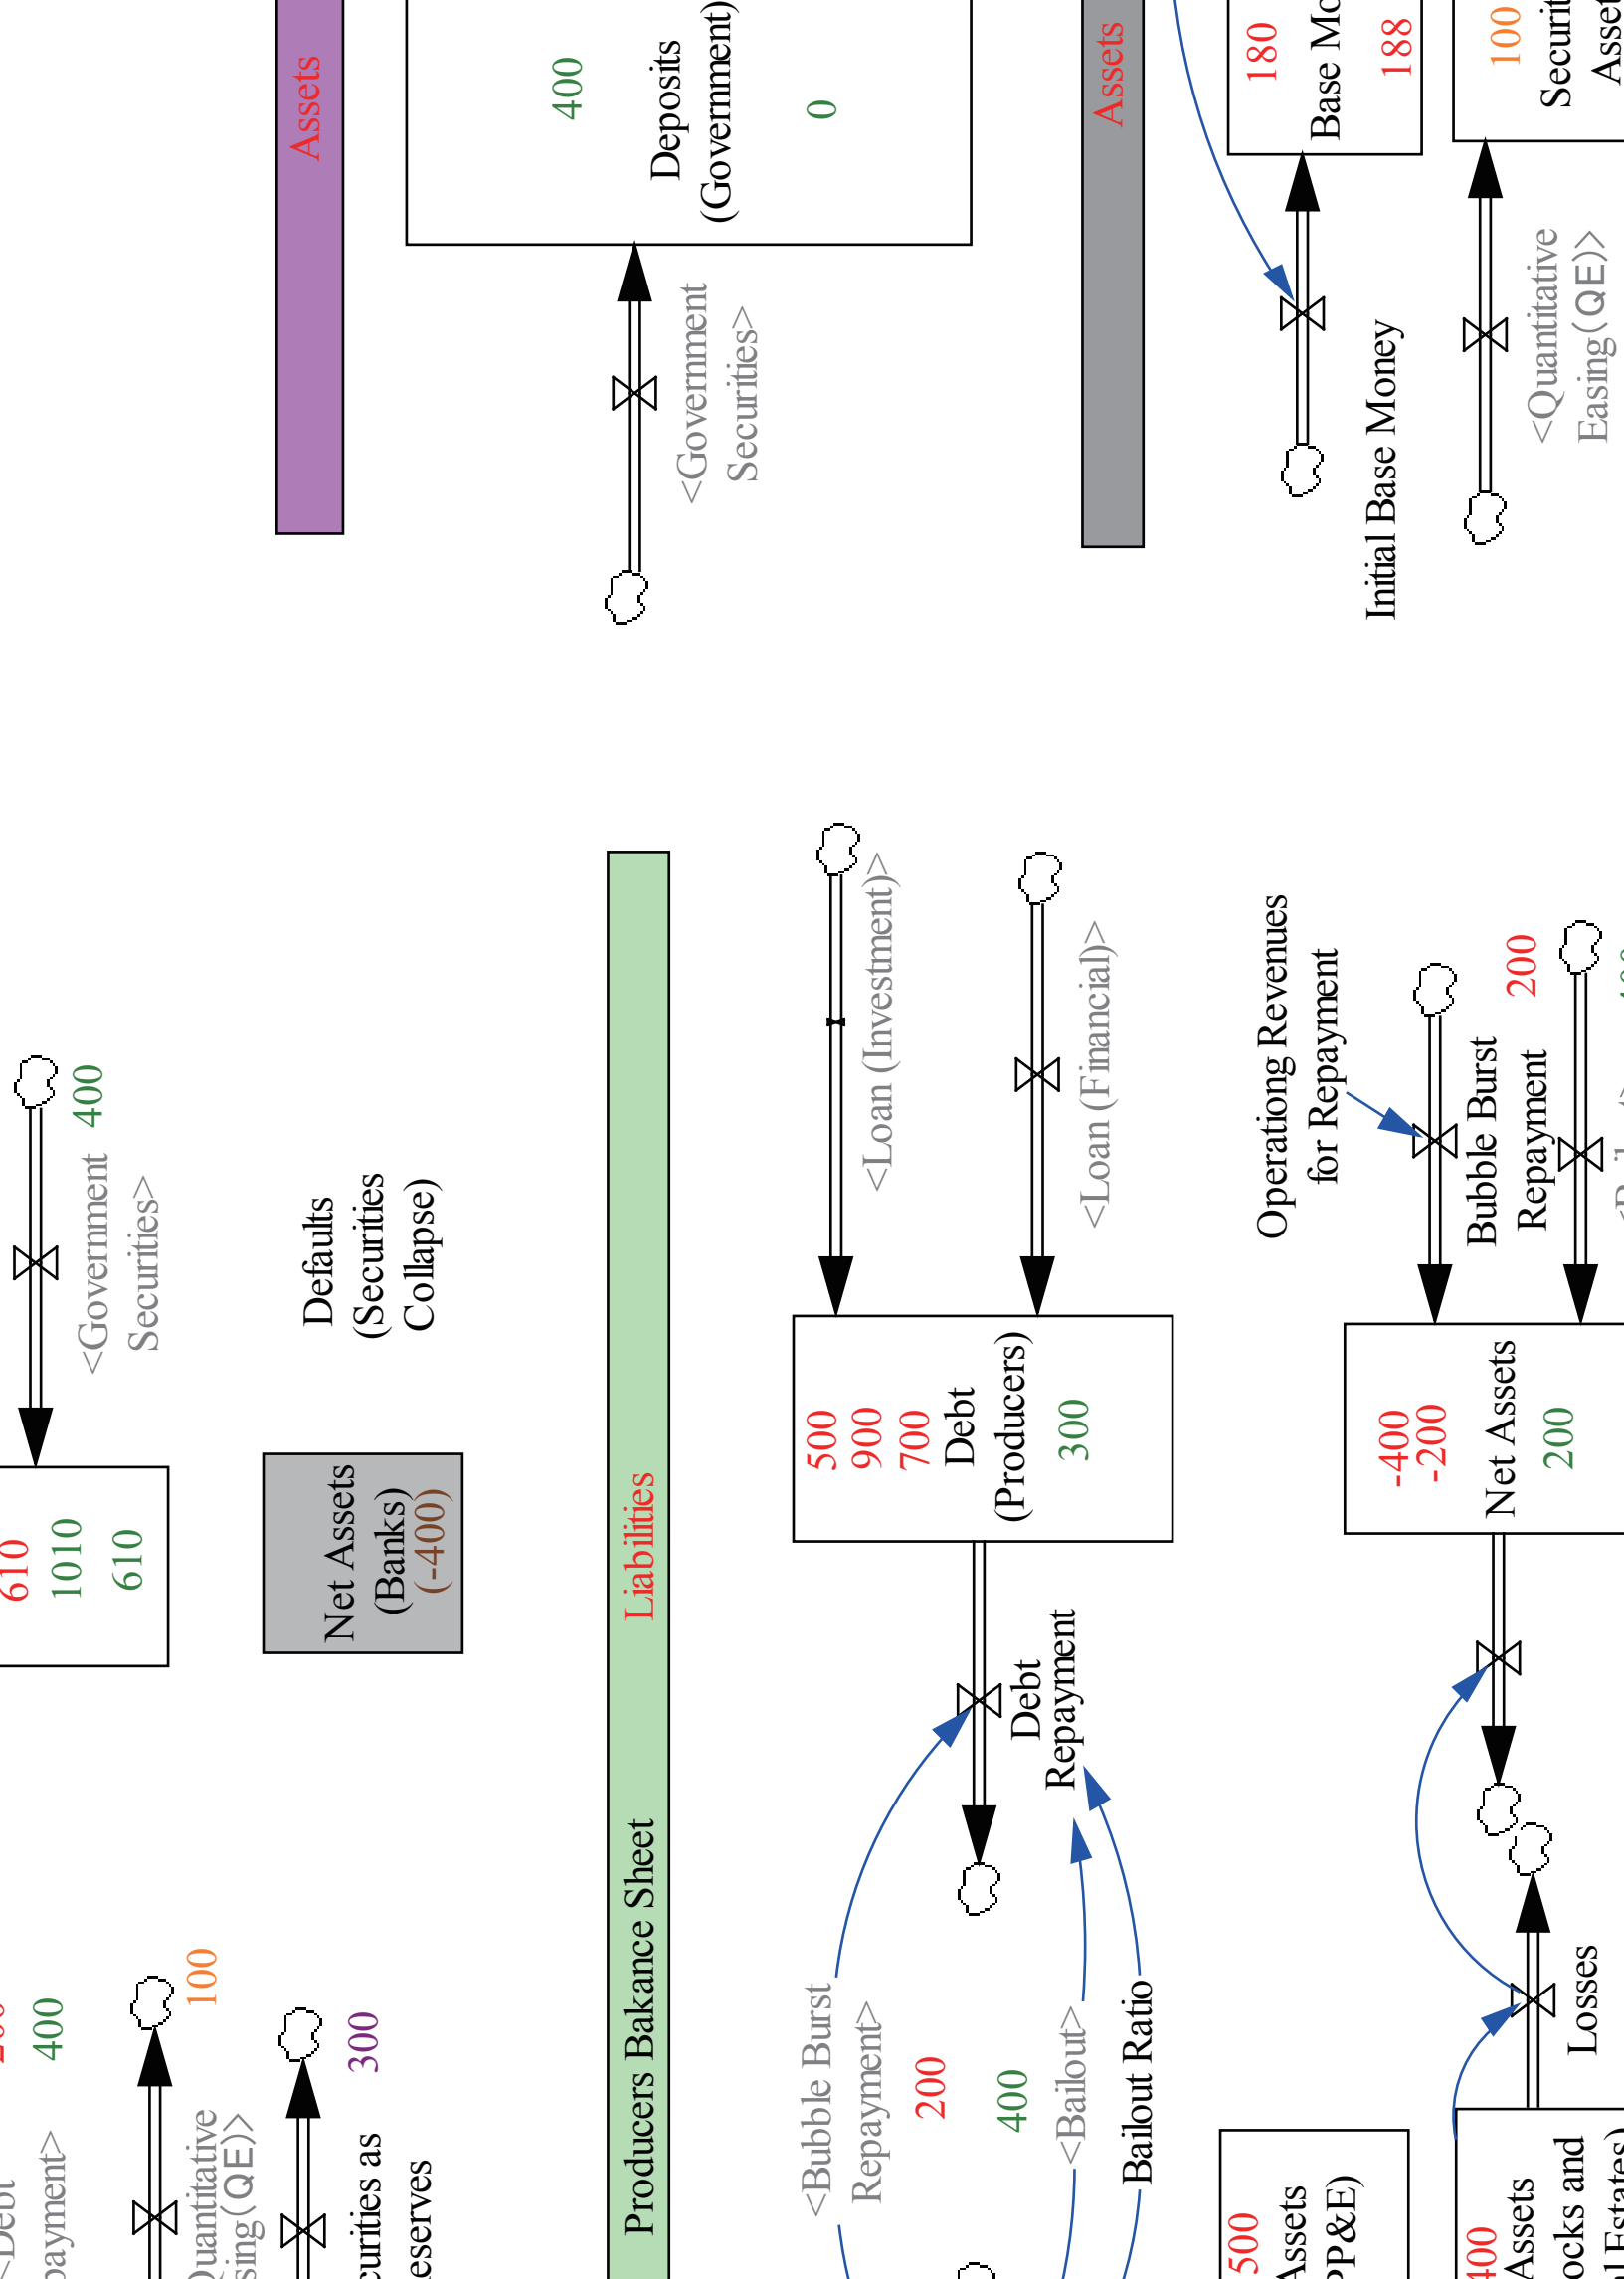 400
<Debt
payment>
100
Quantitative
sing(QE)>
300
curities as
eserves
610
1010
610
400
<Government
Securities>
Net Assets
(Banks)
(-400)
Defaults
(Securities
Collapse)
Assets
400
Deposits
(Government)
0
<Government
Securities>
Producers Bakance Sheet
Liabilities
<Bubble Burst
Repayment>
200
400
<Bailout>
Bailout Ratio
Debt
Repayment
500
900
700
Debt
(Producers)
300
<Loan (Investment)>
<Loan (Financial)>
Assets
180
Base Mo
188
Initial Base Money
100
Securit
Asset
<Quantitative
Easing(QE)>
500
Assets
PP&E)
400
Assets
ocks and
l Estates)
Losses
-400
-200
Net Assets
200
Operationg Revenues
for Repayment
Bubble Burst
Repayment
200